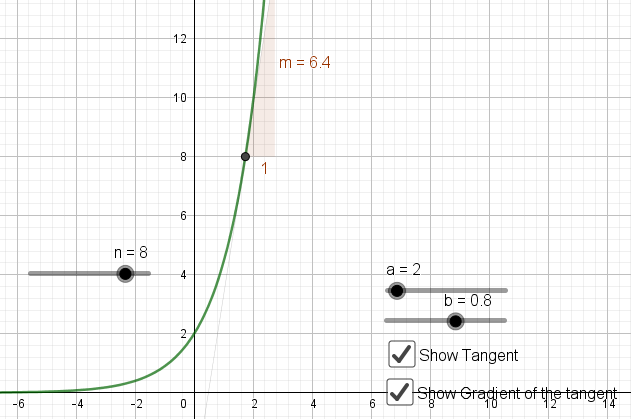 12
m = 6.4
10
8
1
6
n = 8
4
a = 2
b = 0.8
2
Show Tangent
Show Gradient of the tangent
-6 -4 -2 0 2 4 6 8 10 12 14